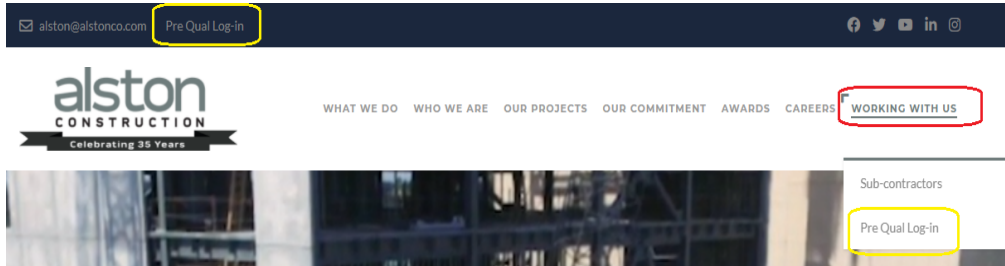 alston@alstonco.com Pre Qual Log-in
alston
CONSTRUCTION
Celebrating 35 Years
WHAT WE DO WHO WE ARE OUR PROJECTS OUR COMMITMENT AWARDS CAREERS WORKING WITH US
Sub-contractors
Pre Qual Log-in